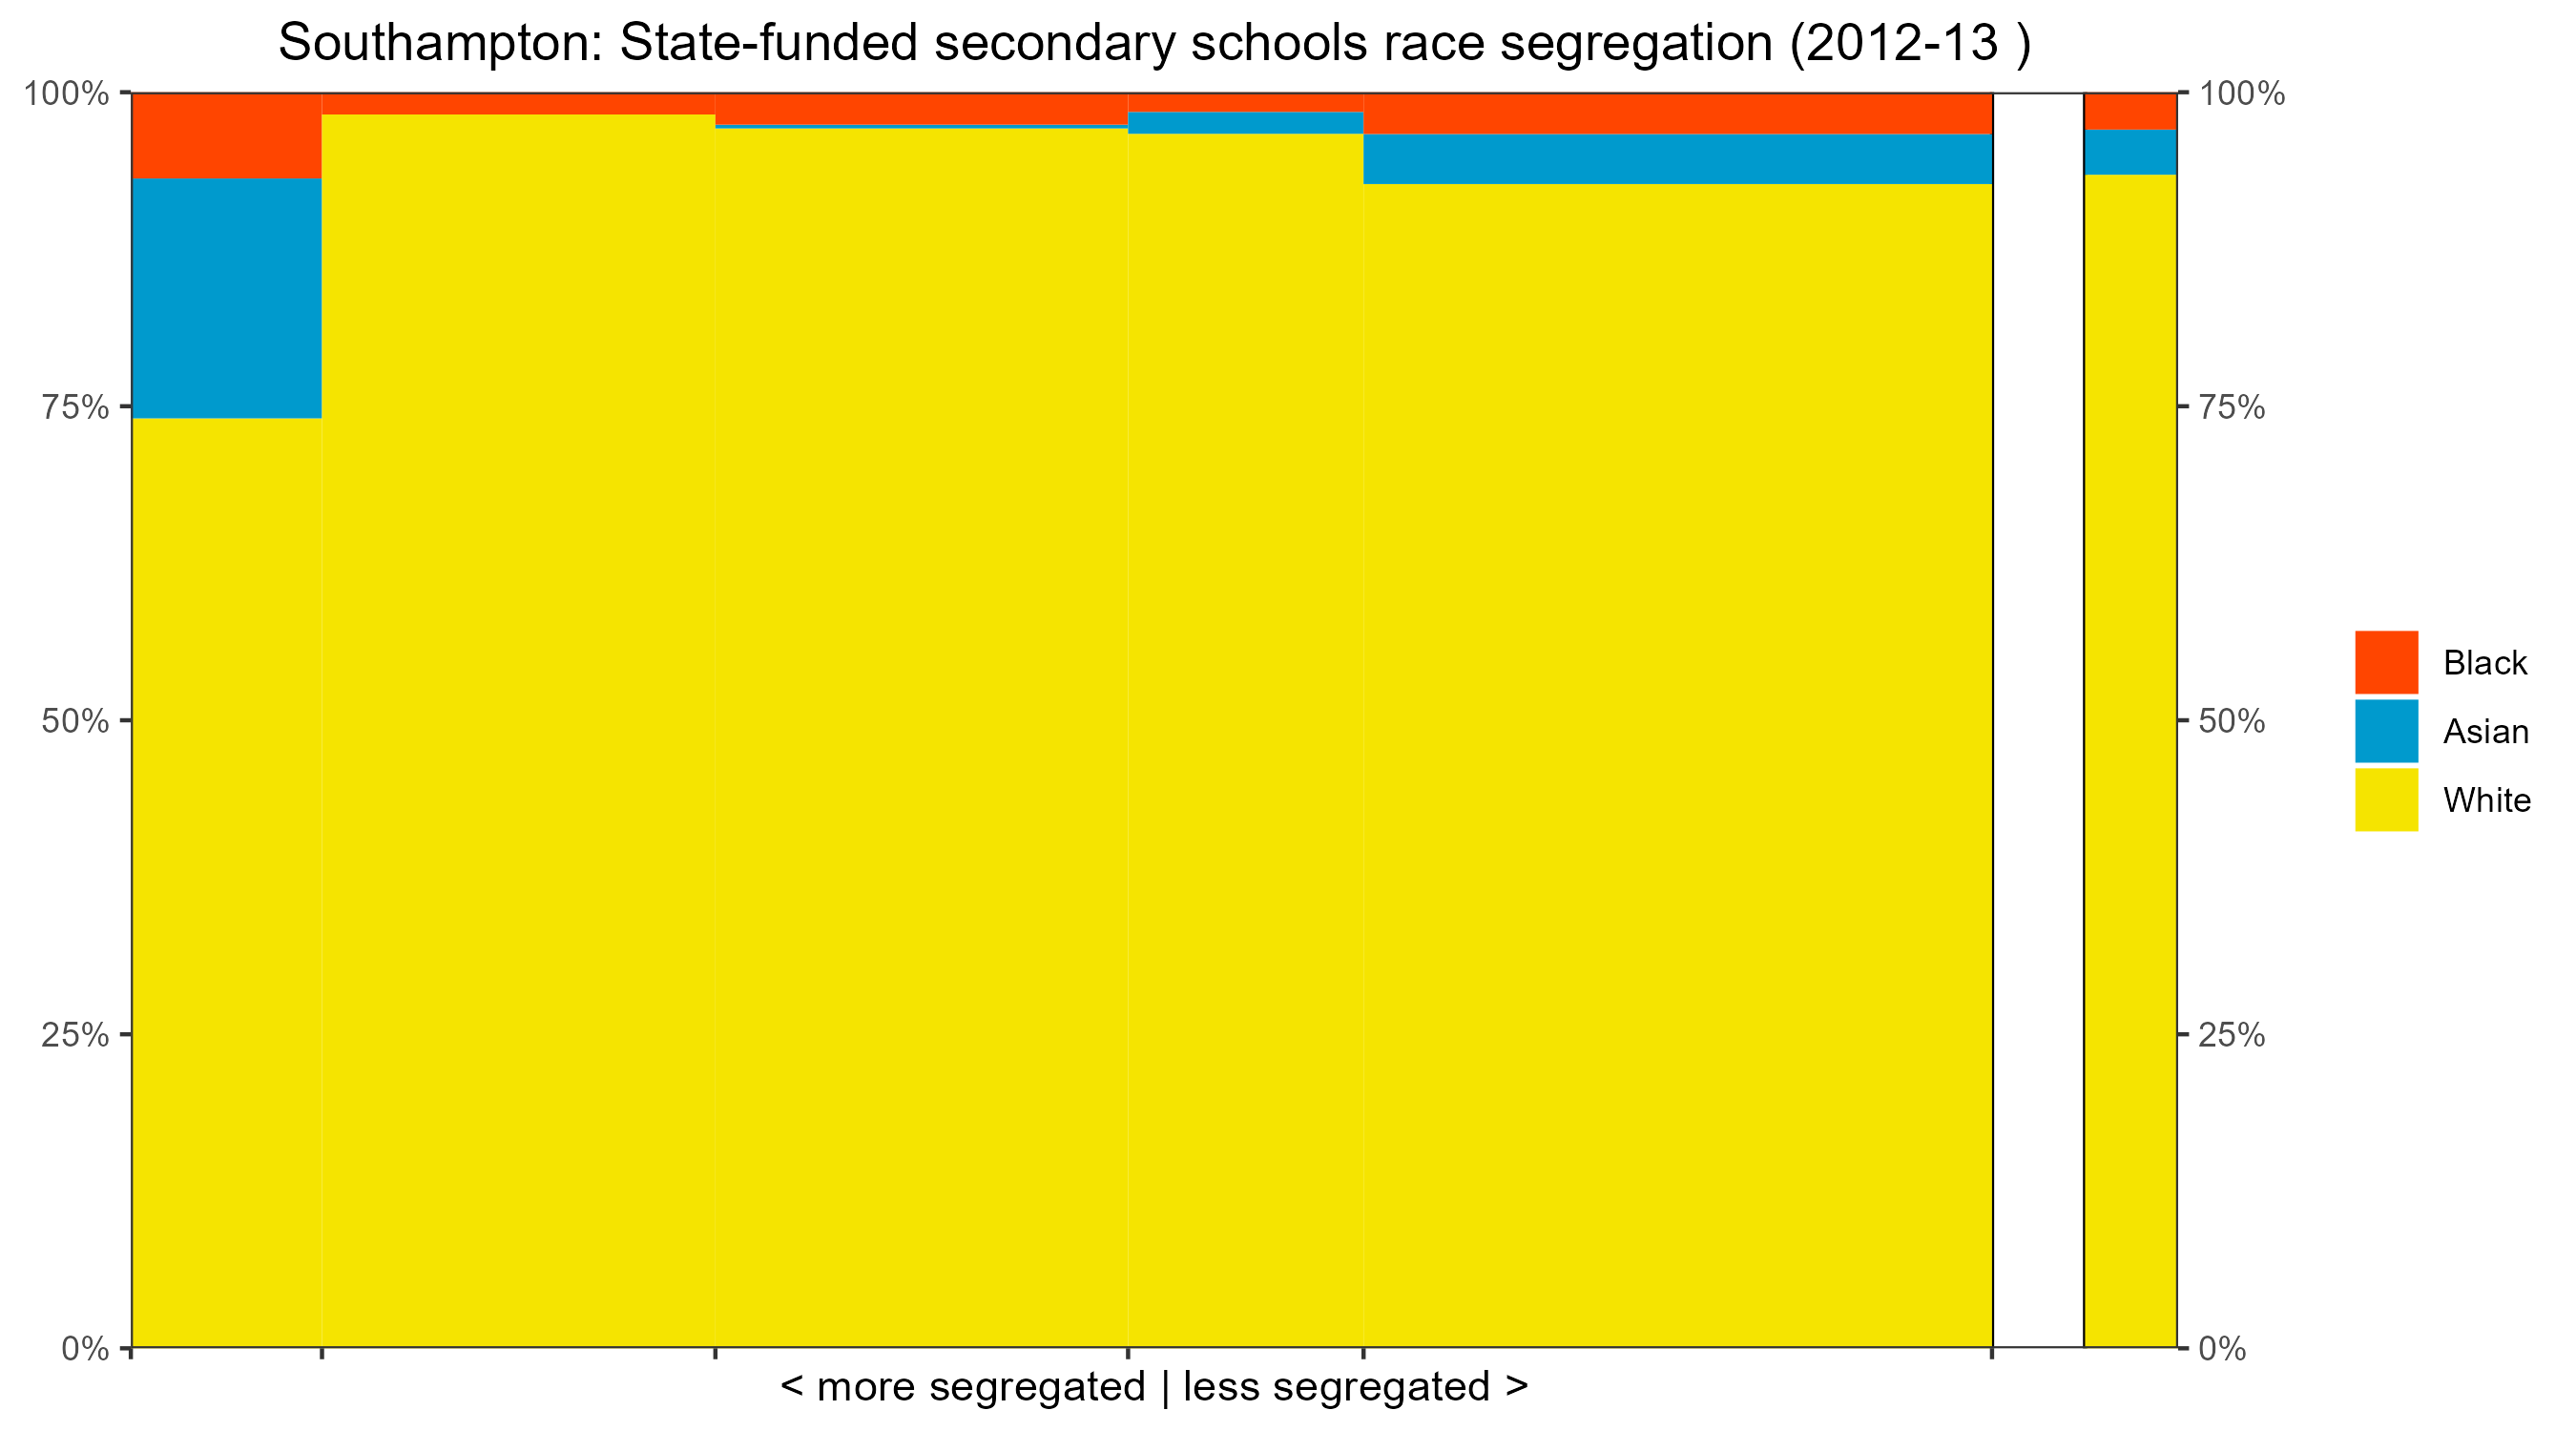 Southampton: State-funded secondary schools race segregation (2012-13 )
100%
75%
50%
25%
0%
100%
75%
50%
25%
0%
Black
Asian
White
< more segregated | less segregated >